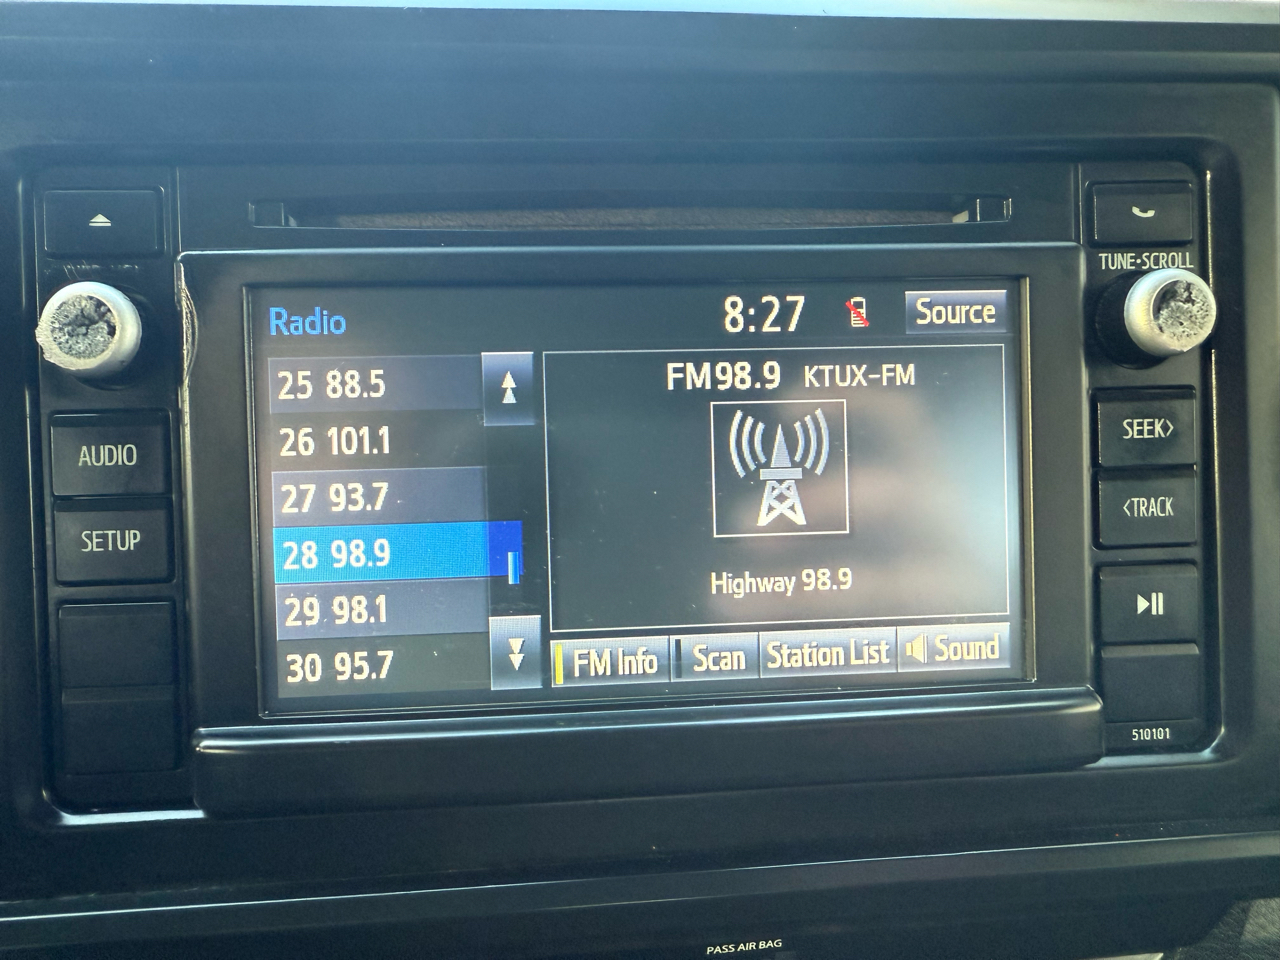 TUNE•SCROLL
Radio
8:27
Source
25 88.5
26 101.1
27 93.7
28 98.9
29 98.1
30 95.7
FM98.9 KTUX-FM
Highway 98.9
FM Info
Scan
Station List
Sound
AUDIO
SETUP
SEEK>
<TRACK
510101
PASS AIR BAG